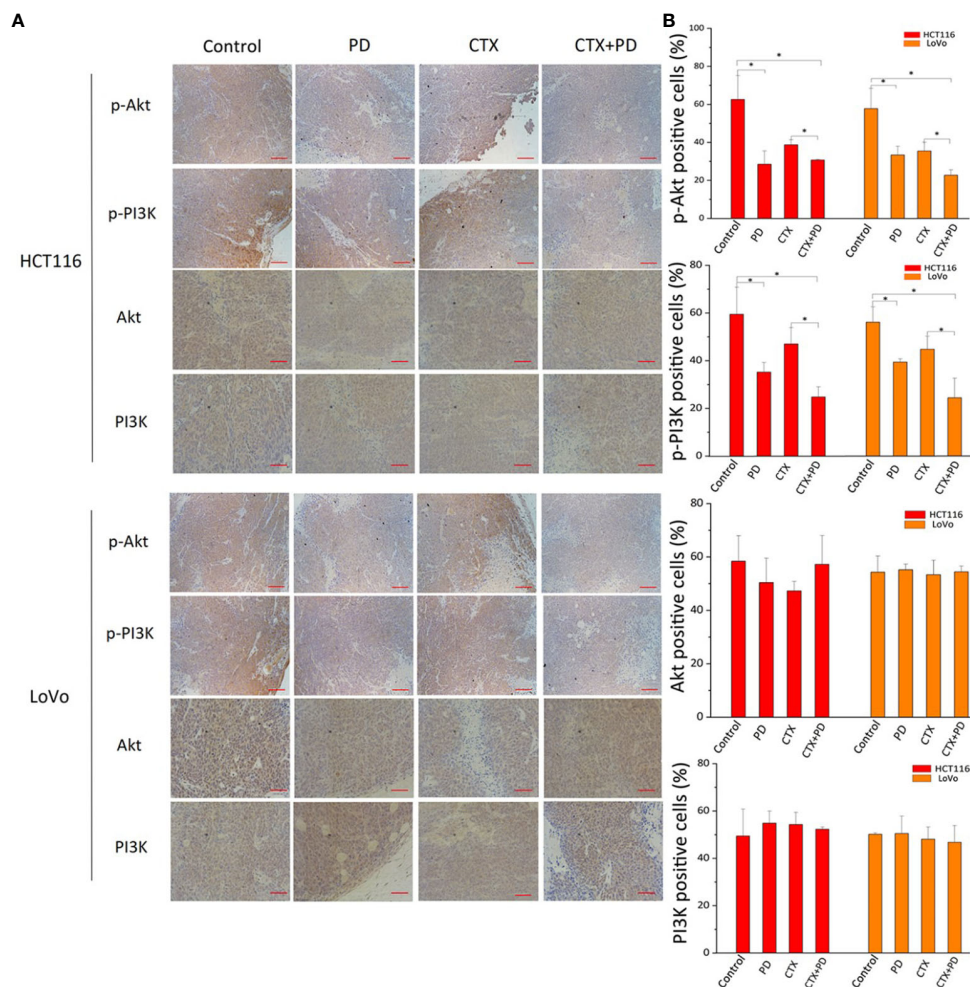 A
Control PD CTX CTX+PD
HCT116
p-Akt
p-PI3K
Akt
PI3K
LoVo
p-Akt
p-PI3K
Akt
PI3K
B
p-Akt positive cells (%)
100
80
60
40
20
0
HCT116
LoVo
* * * * * *
Control PD CTX CTX+PD Control PD CTX CTX+PD
p-PI3K positive cells (%)
80
60
40
20
0
HCT116
LoVo
* * * * * *
Control PD CTX CTX+PD Control PD CTX CTX+PD
Akt positive cells (%)
80
60
40
20
0
HCT116
LoVo
Control PD CTX CTX+PD Control PD CTX CTX+PD
PI3K positive cells (%)
80
60
40
20
0
HCT116
LoVo
Control PD CTX CTX+PD Control PD CTX CTX+PD